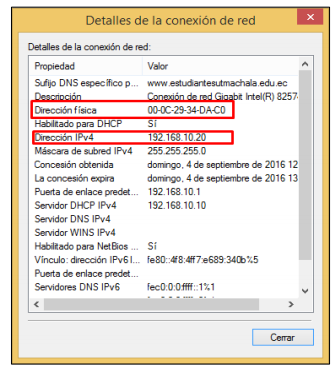 Detalles de la conexión de red
Detalles de la conexión de red:
Propiedad Valor
Sufijo DNS específico p... www.estudiantesutmachala.edu.ec
Descripción Conexión de red Gigabit Intel(R) 8257
Dirección física 00-0C-29-34-DA-C0
Habilitado para DHCP Sí
Dirección IPv4 192.168.10.20
Máscara de subred IPv4 255.255.255.0
Concesión obtenida domingo, 4 de septiembre de 2016 12
La concesión expira domingo, 4 de septiembre de 2016 13
Puerta de enlace predet... 192.168.10.1
Servidor DHCP IPv4 192.168.10.10
Servidor DNS IPv4
Servidor WINS IPv4
Habilitado para NetBios ... Sí
Vínculo: dirección IPv6 l... fe80::4f8:4ff7:e689:340b%5
Puerta de enlace predet...
Servidores DNS IPv6 fec0:0:0:ffff::1%1
Cerrar